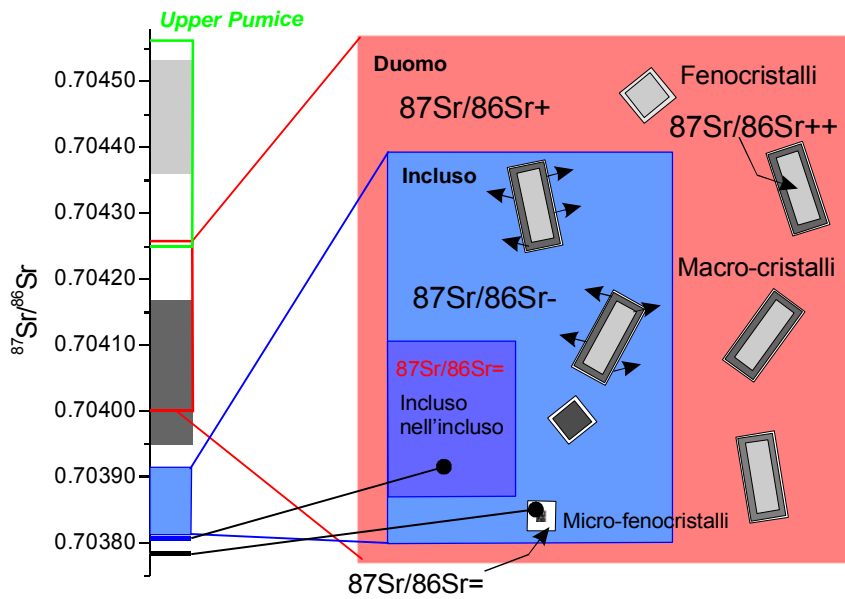 Upper Pumice
87Sr/86Sr
0.70450
0.70440
0.70430
0.70420
0.70410
0.70400
0.70390
0.70380
Duomo
87Sr/86Sr+
Fenocristalli
87Sr/86Sr++
Incluso
Macro-cristalli
87Sr/86Sr-
87Sr/86Sr=
Incluso
nell'incluso
Micro-fenocristalli
87Sr/86Sr=